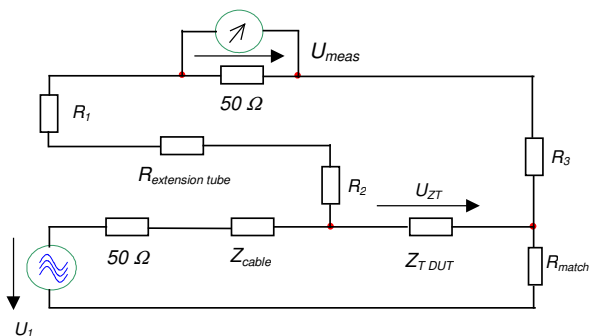 U_meas
50 Ω
R_1
R_extension tube
R_2
R_3
U_ZT
50 Ω
Z_cable
Z_T DUT
R_match
U_1